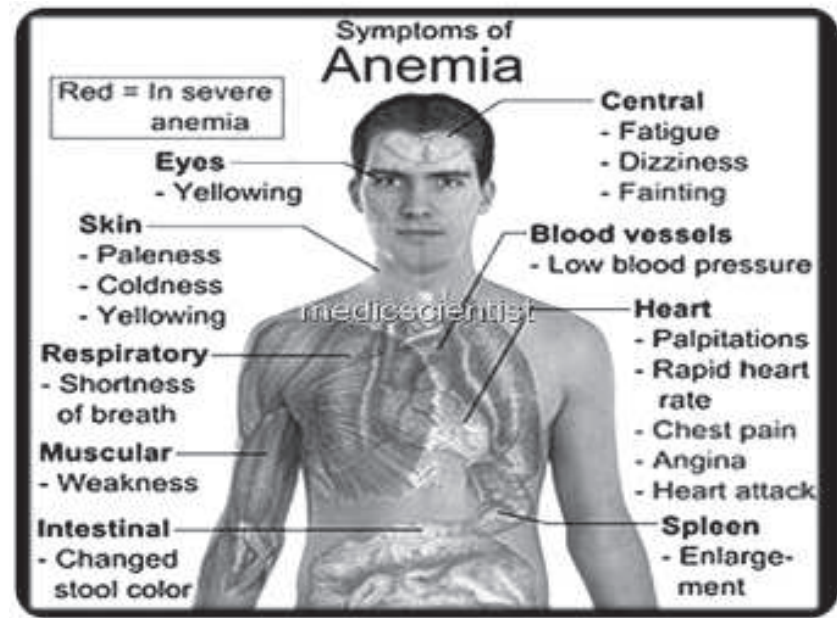 Symptoms of
Anemia
Red = In severe
anemia
Eyes
- Yellowing
Skin
- Paleness
- Coldness
- Yellowing
Respiratory
- Shortness
of breath
Muscular
- Weakness
Intestinal
- Changed
stool color
Central
- Fatigue
- Dizziness
- Fainting
Blood vessels
- Low blood pressure
Heart
- Palpitations
- Rapid heart
rate
- Chest pain
- Angina
- Heart attack
Spleen
- Enlarge-
ment
medicscientist